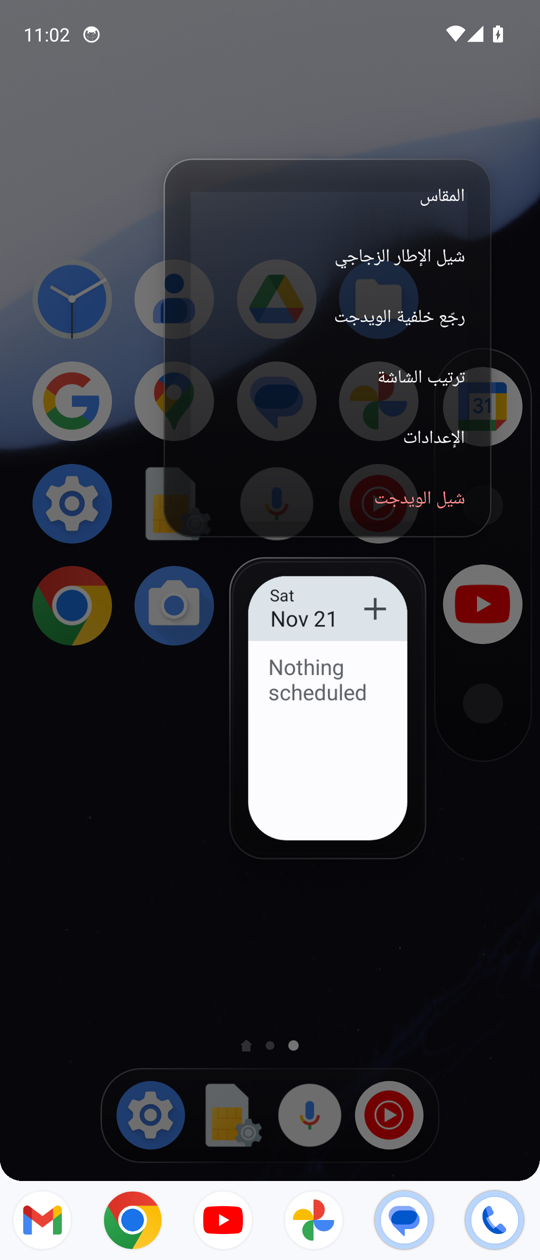 11:02
المقاس
شيل الإطار الزجاجي
رجّع خلفية الويدجت
ترتيب الشاشة
31
الإعدادات
شيل الويدجت
Sat
Nov 21
Nothing
scheduled